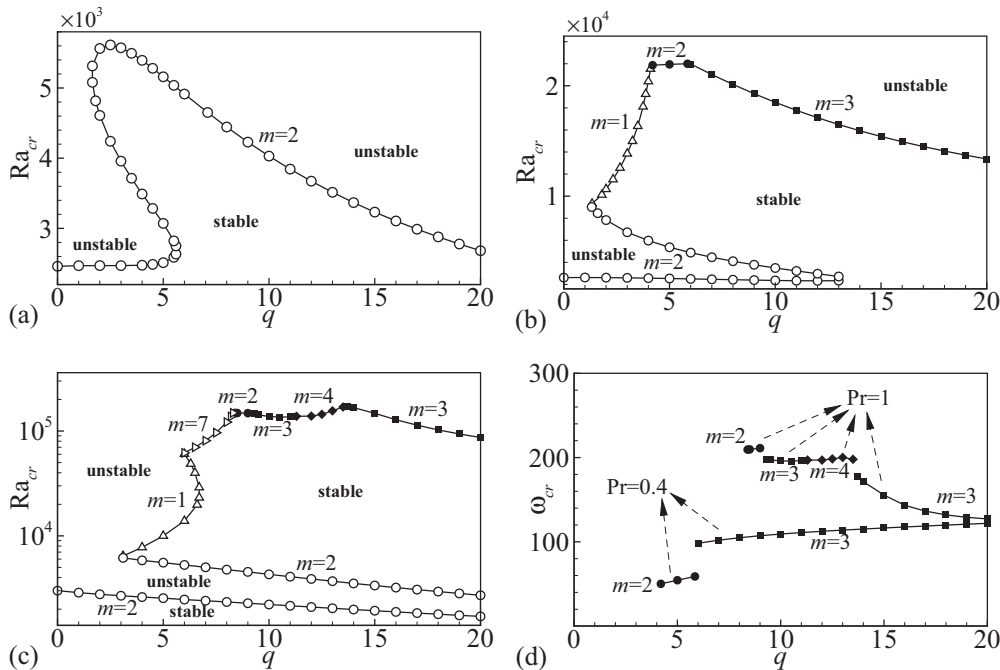 ×10³
5
3
Ra_cr
unstable
m=2
unstable
stable
unstable
0 5 10 15 20
q
(a)
×10⁴
2
1
0
Ra_cr
m=2
unstable
m=1
m=3
stable
unstable
m=2
0 5 10 15 20
q
(b)
10⁵
10⁴
Ra_cr
m=2
m=4
m=3
m=7
m=3
unstable
stable
m=1
m=2
unstable
m=2
stable
0 5 10 15 20
q
(c)
300
200
100
0
ω_cr
Pr=1
m=2
m=3
m=4
Pr=0.4
m=3
m=3
m=2
0 5 10 15 20
q
(d)